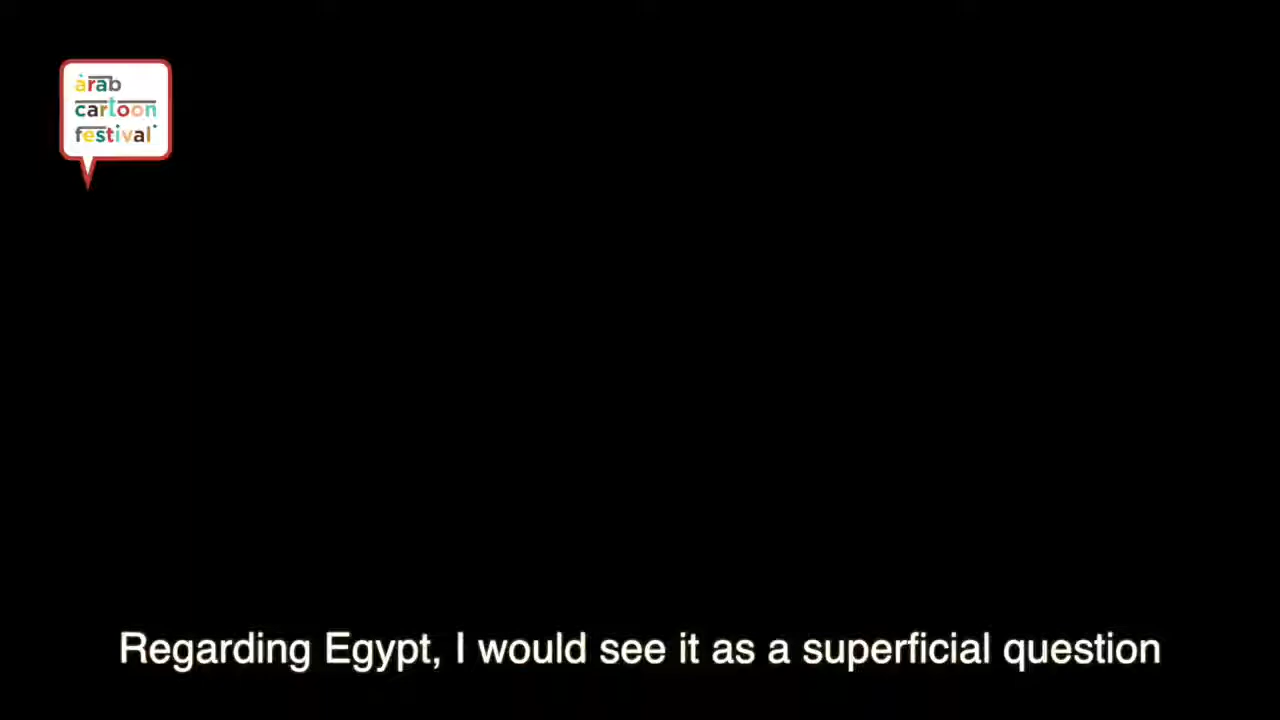 arab
cartoon
festival
Regarding Egypt, I would see it as a superficial question